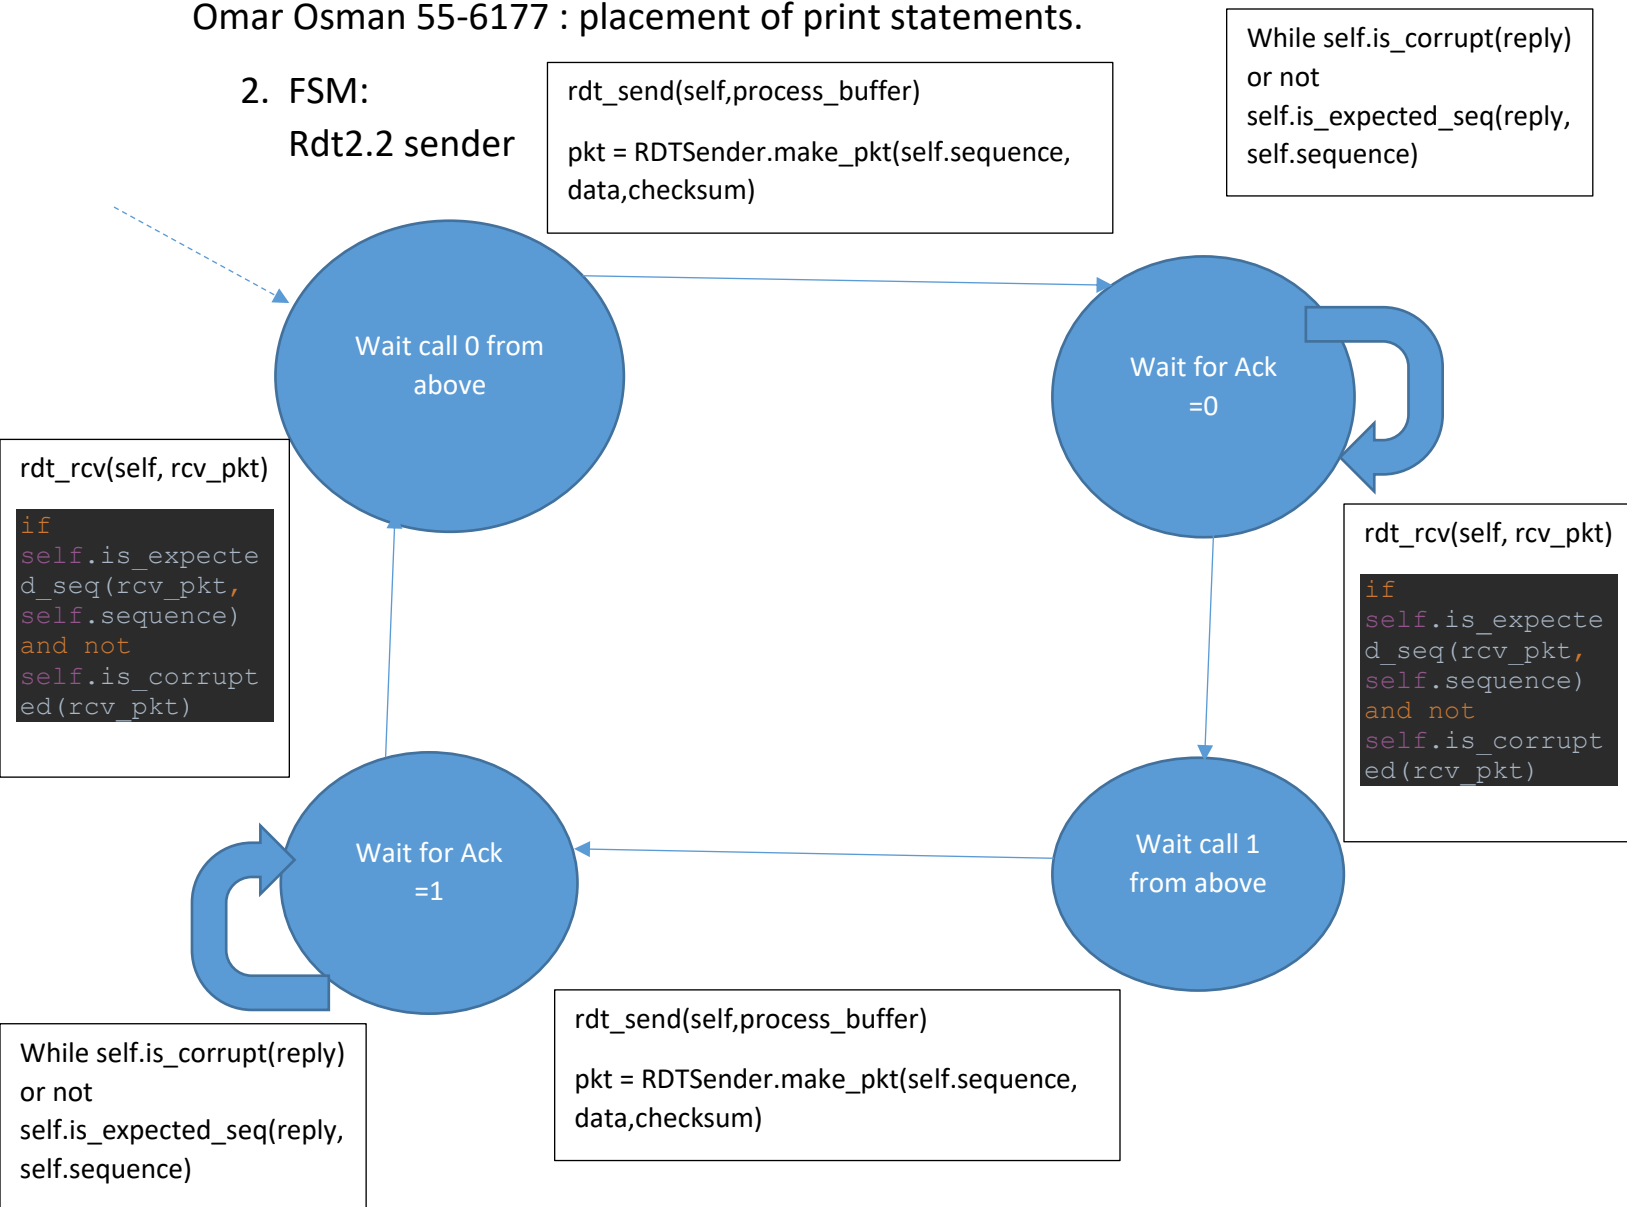 Omar Osman 55-6177 : placement of print statements.
2. FSM:
Rdt2.2 sender
rdt_send(self,process_buffer)
pkt = RDTSender.make_pkt(self.sequence,
data,checksum)
While self.is_corrupt(reply)
or not
self.is_expected_seq(reply,
self.sequence)
Wait call 0 from
above
Wait for Ack
=0
rdt_rcv(self, rcv_pkt)
if
self.is_expecte
d_seq(rcv_pkt,
self.sequence)
and not
self.is_corrupt
ed(rcv_pkt)
rdt_rcv(self, rcv_pkt)
if
self.is_expecte
d_seq(rcv_pkt,
self.sequence)
and not
self.is_corrupt
ed(rcv_pkt)
Wait for Ack
=1
Wait call 1
from above
While self.is_corrupt(reply)
or not
self.is_expected_seq(reply,
self.sequence)
rdt_send(self,process_buffer)
pkt = RDTSender.make_pkt(self.sequence,
data,checksum)